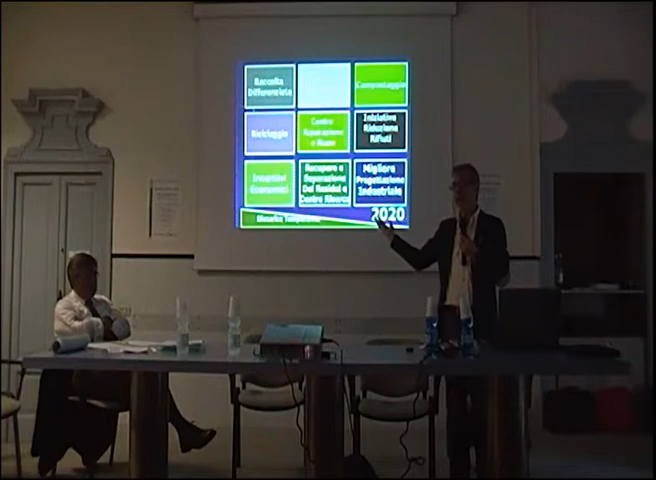 Raccolta
Differenziata
Compostaggio
Riciclaggio
Centro
Riparazione
e Riuso
Iniziative
Riduzione
Rifiuti
Incentivi
Economici
Recupero e
Separazione
Dei Residui e
Centro Ricerca
Migliore
Progettazione
Industriale
Discarica
2020